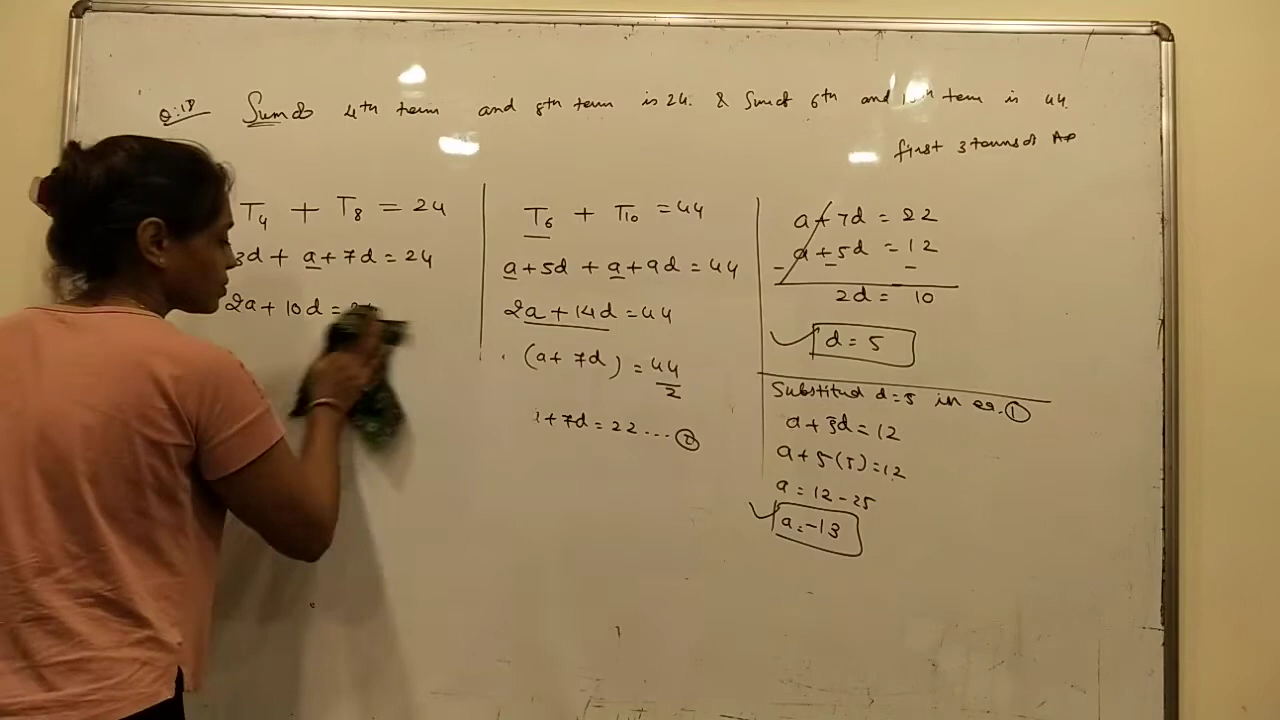 Q:18 Sum of 4th term and 8th term is 24. & Sum of 6th and 10th term is 44.
first 3 terms of AP
T4 + T8 = 24
3d + a + 7d = 24
2a + 10d =
T6 + T10 = 44
a + 5d + a + 9d = 44
2a + 14d = 44
(a + 7d) = 44/2
+ 7d = 22 ... ②
a + 7d = 22
a + 5d = 12
- - -
2d = 10
d = 5
Substitud d = 5 in eq. ①
a + 5d = 12
a + 5(5) = 12
a = 12 - 25
a = -13